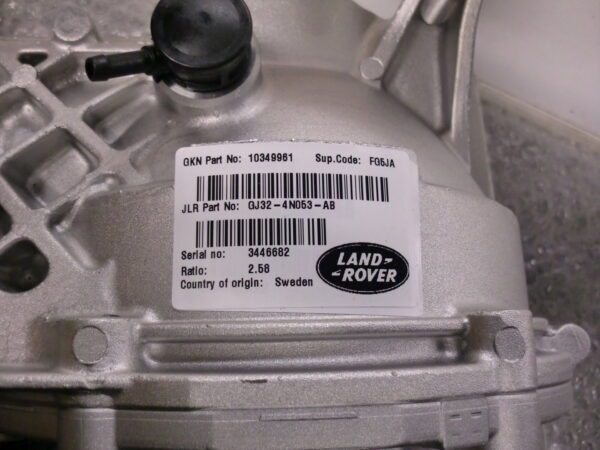 GKN Part No: 10349961 Sup.Code: FG5JA
JLR Part No: GJ32-4N053-AB
Serial no: 3446682
Ratio: 2.58
Country of origin: Sweden
LAND
ROVER